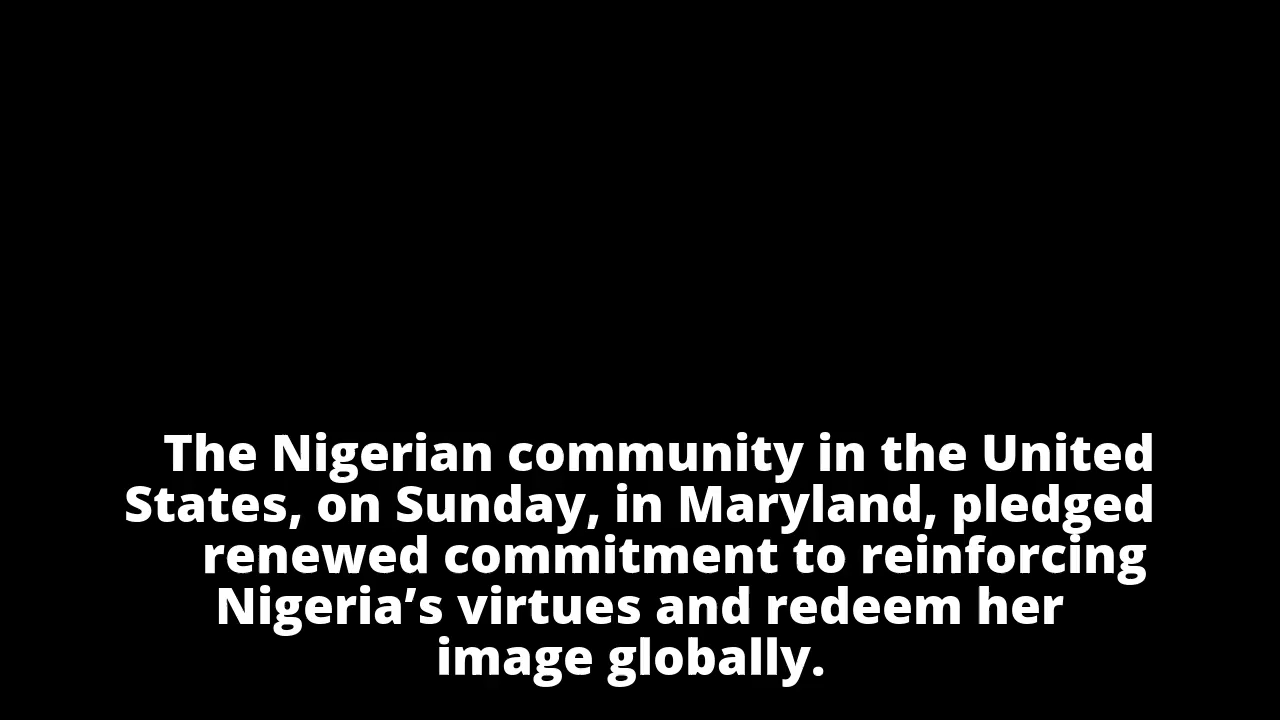 The Nigerian community in the United
States, on Sunday, in Maryland, pledged
renewed commitment to reinforcing
Nigeria’s virtues and redeem her
image globally.